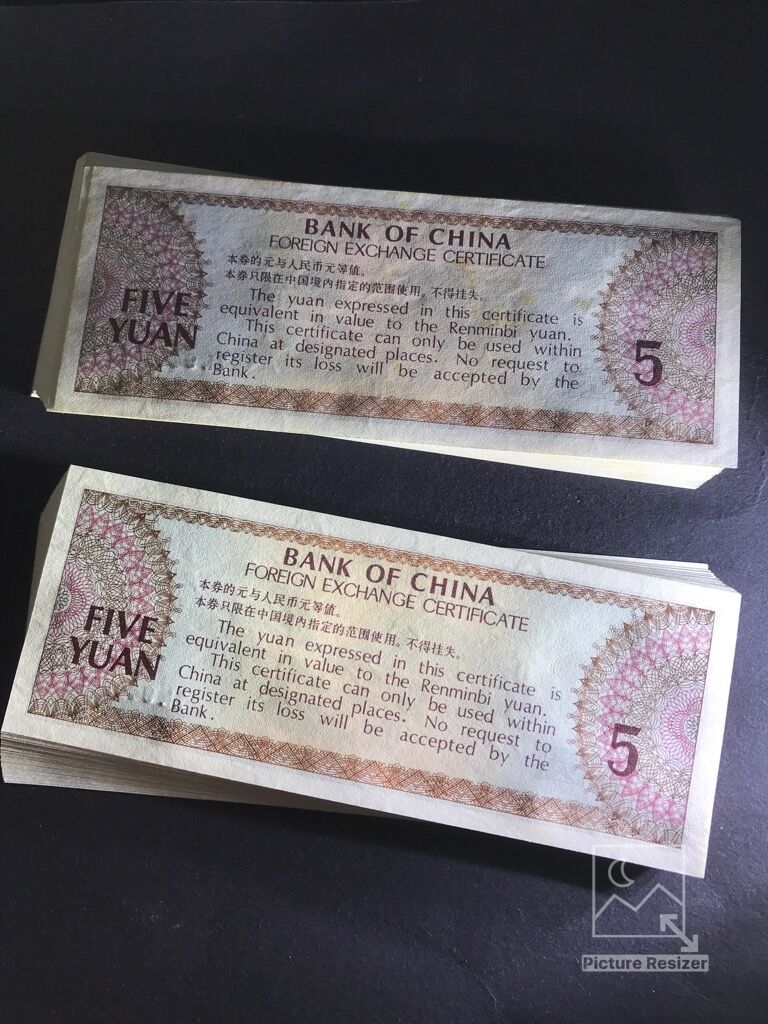 BANK OF CHINA
FOREIGN EXCHANGE CERTIFICATE
本券的元与人民币元等值。
本券只限在中国境内指定的范围使用。不得挂失。
FIVE
YUAN
The yuan expressed in this certificate is
equivalent in value to the Renminbi yuan.
This certificate can only be used within
China at designated places. No request to
register its loss will be accepted by the
Bank.
5
BANK OF CHINA
FOREIGN EXCHANGE CERTIFICATE
本券的元与人民币元等值。
本券只限在中国境内指定的范围使用。不得挂失。
FIVE
YUAN
The yuan expressed in this certificate is
equivalent in value to the Renminbi yuan.
This certificate can only be used within
China at designated places. No request to
register its loss will be accepted by the
Bank.
5
Picture Resizer